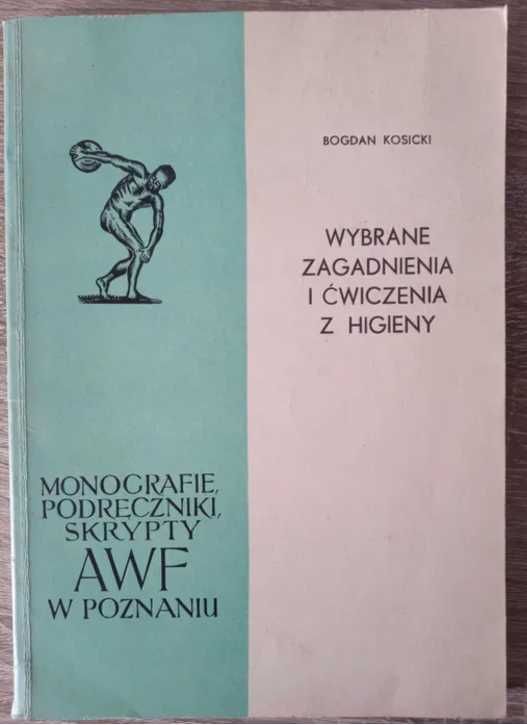 BOGDAN KOSICKI
WYBRANE
ZAGADNIENIA
I ĆWICZENIA
Z HIGIENY
MONOGRAFIE,
PODRĘCZNIKI,
SKRYPTY
AWF
W POZNANIU